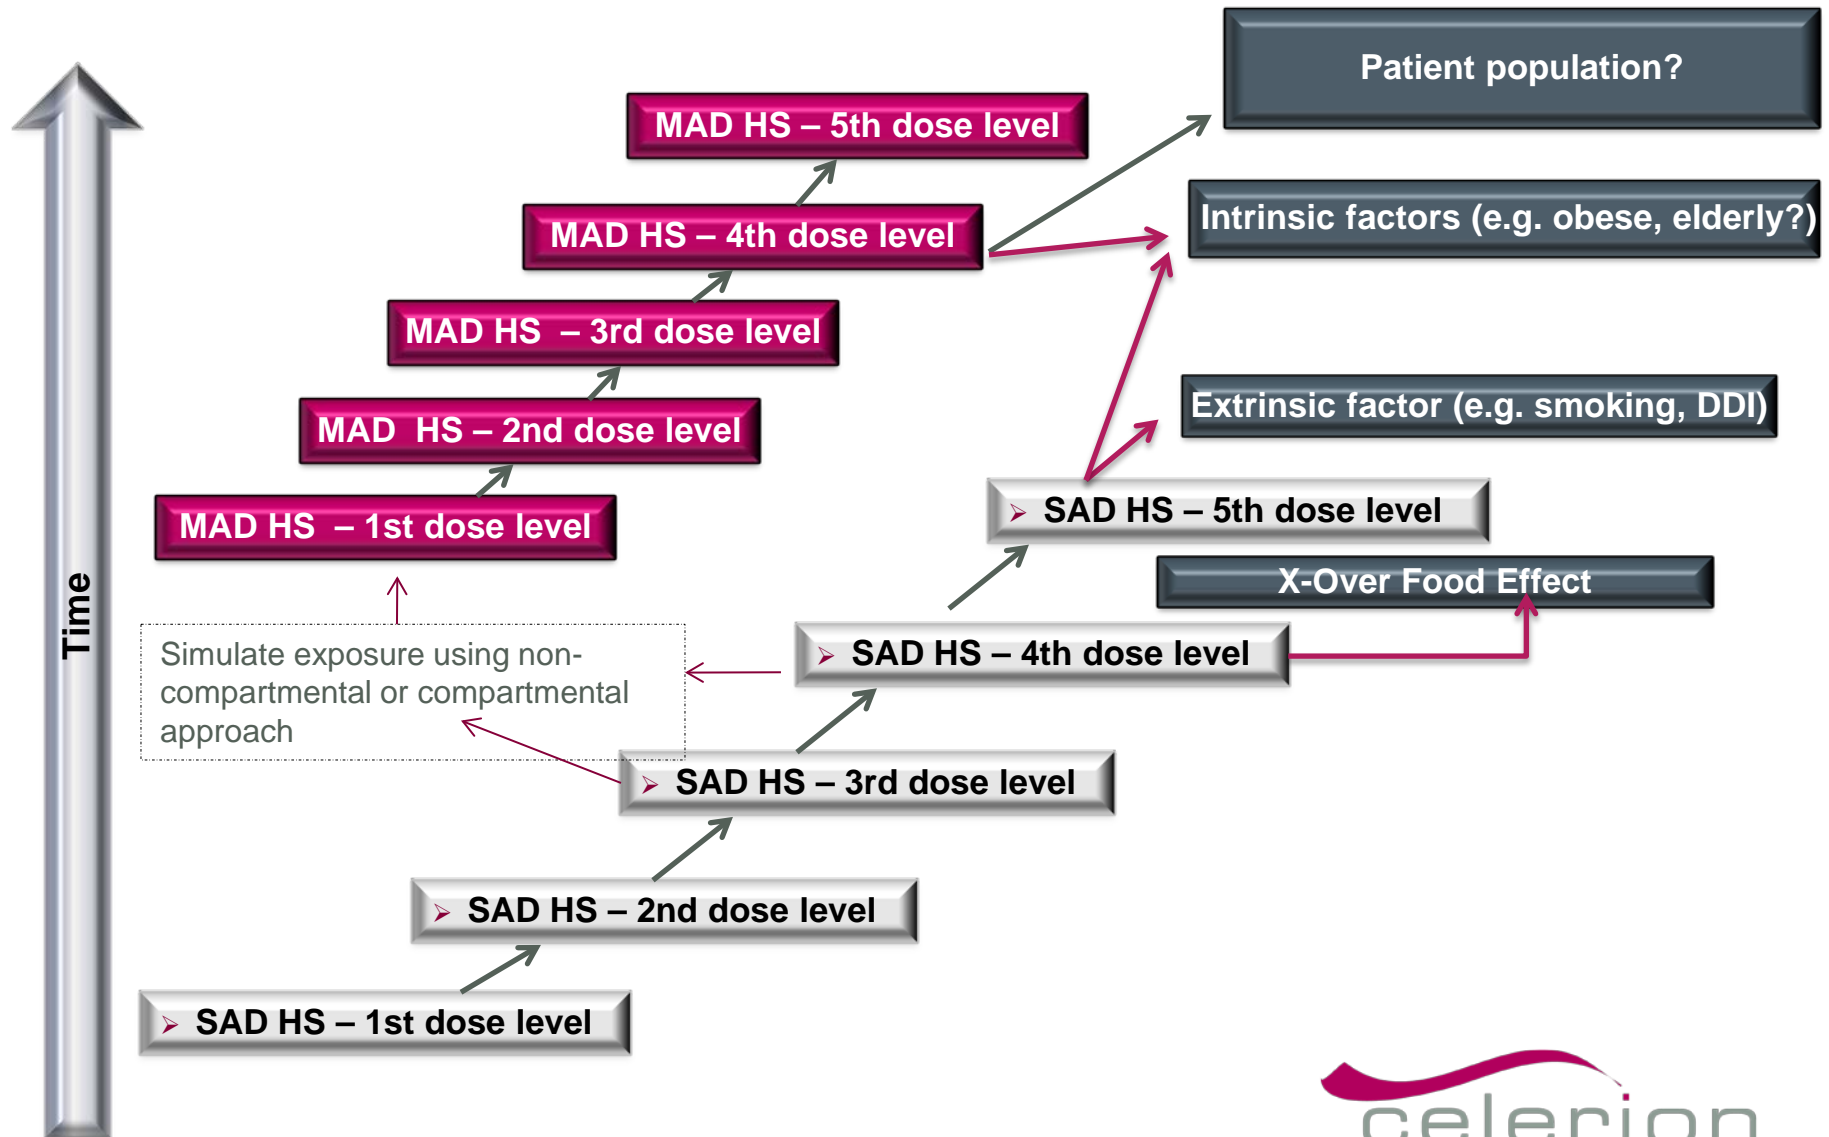 Patient population?
MAD HS – 5th dose level
Intrinsic factors (e.g. obese, elderly?)
MAD HS – 4th dose level
MAD HS – 3rd dose level
Extrinsic factor (e.g. smoking, DDI)
MAD HS – 2nd dose level
SAD HS – 5th dose level
MAD HS – 1st dose level
X-Over Food Effect
Time
Simulate exposure using non-
compartmental or compartmental
approach
SAD HS – 4th dose level
SAD HS – 3rd dose level
SAD HS – 2nd dose level
SAD HS – 1st dose level
celerion